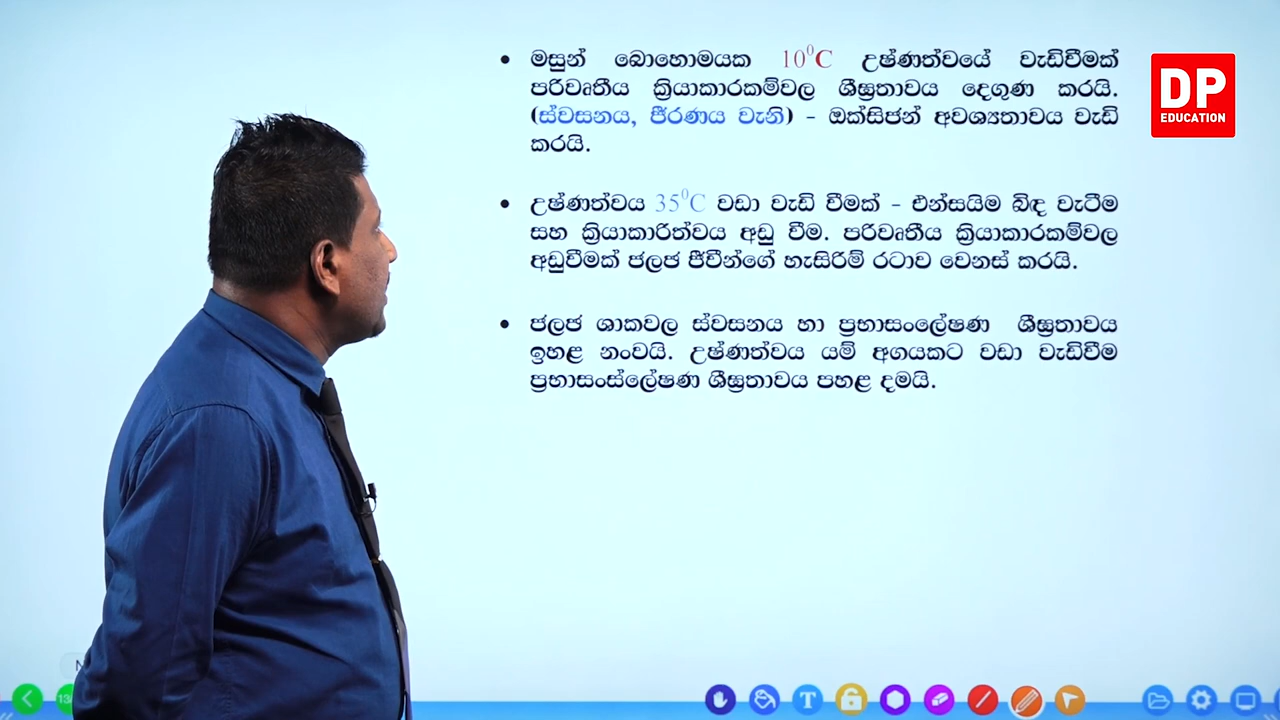 මසුන් බොහොමයක 10⁰C උෂ්ණත්වයේ වැඩිවීමක්
පරිවෘතීය ක්‍රියාකාරකම්වල ශීඝ්‍රතාවය දෙගුණ කරයි.
(ස්වසනය, ජීරණය වැනි) - ඔක්සිජන් අවශ්‍යතාවය වැඩි
කරයි.
උෂ්ණත්වය 35⁰C වඩා වැඩි වීමක් - එන්සයිම බිඳ වැටීම
සහ ක්‍රියාකාරිත්වය අඩු වීම. පරිවෘතීය ක්‍රියාකාරකම්වල
අඩුවීමක් ජලජ ජීවීන්ගේ හැසිරිම් රටාව වෙනස් කරයි.
ජලජ ශාකවල ස්වසනය හා ප්‍රභාසංලේෂණ ශීඝ්‍රතාවය
ඉහළ නංවයි. උෂ්ණත්වය යම් අගයකට වඩා වැඩිවීම
ප්‍රභාසංස්ලේෂණ ශීඝ්‍රතාවය පහළ දමයි.
DP
EDUCATION
T